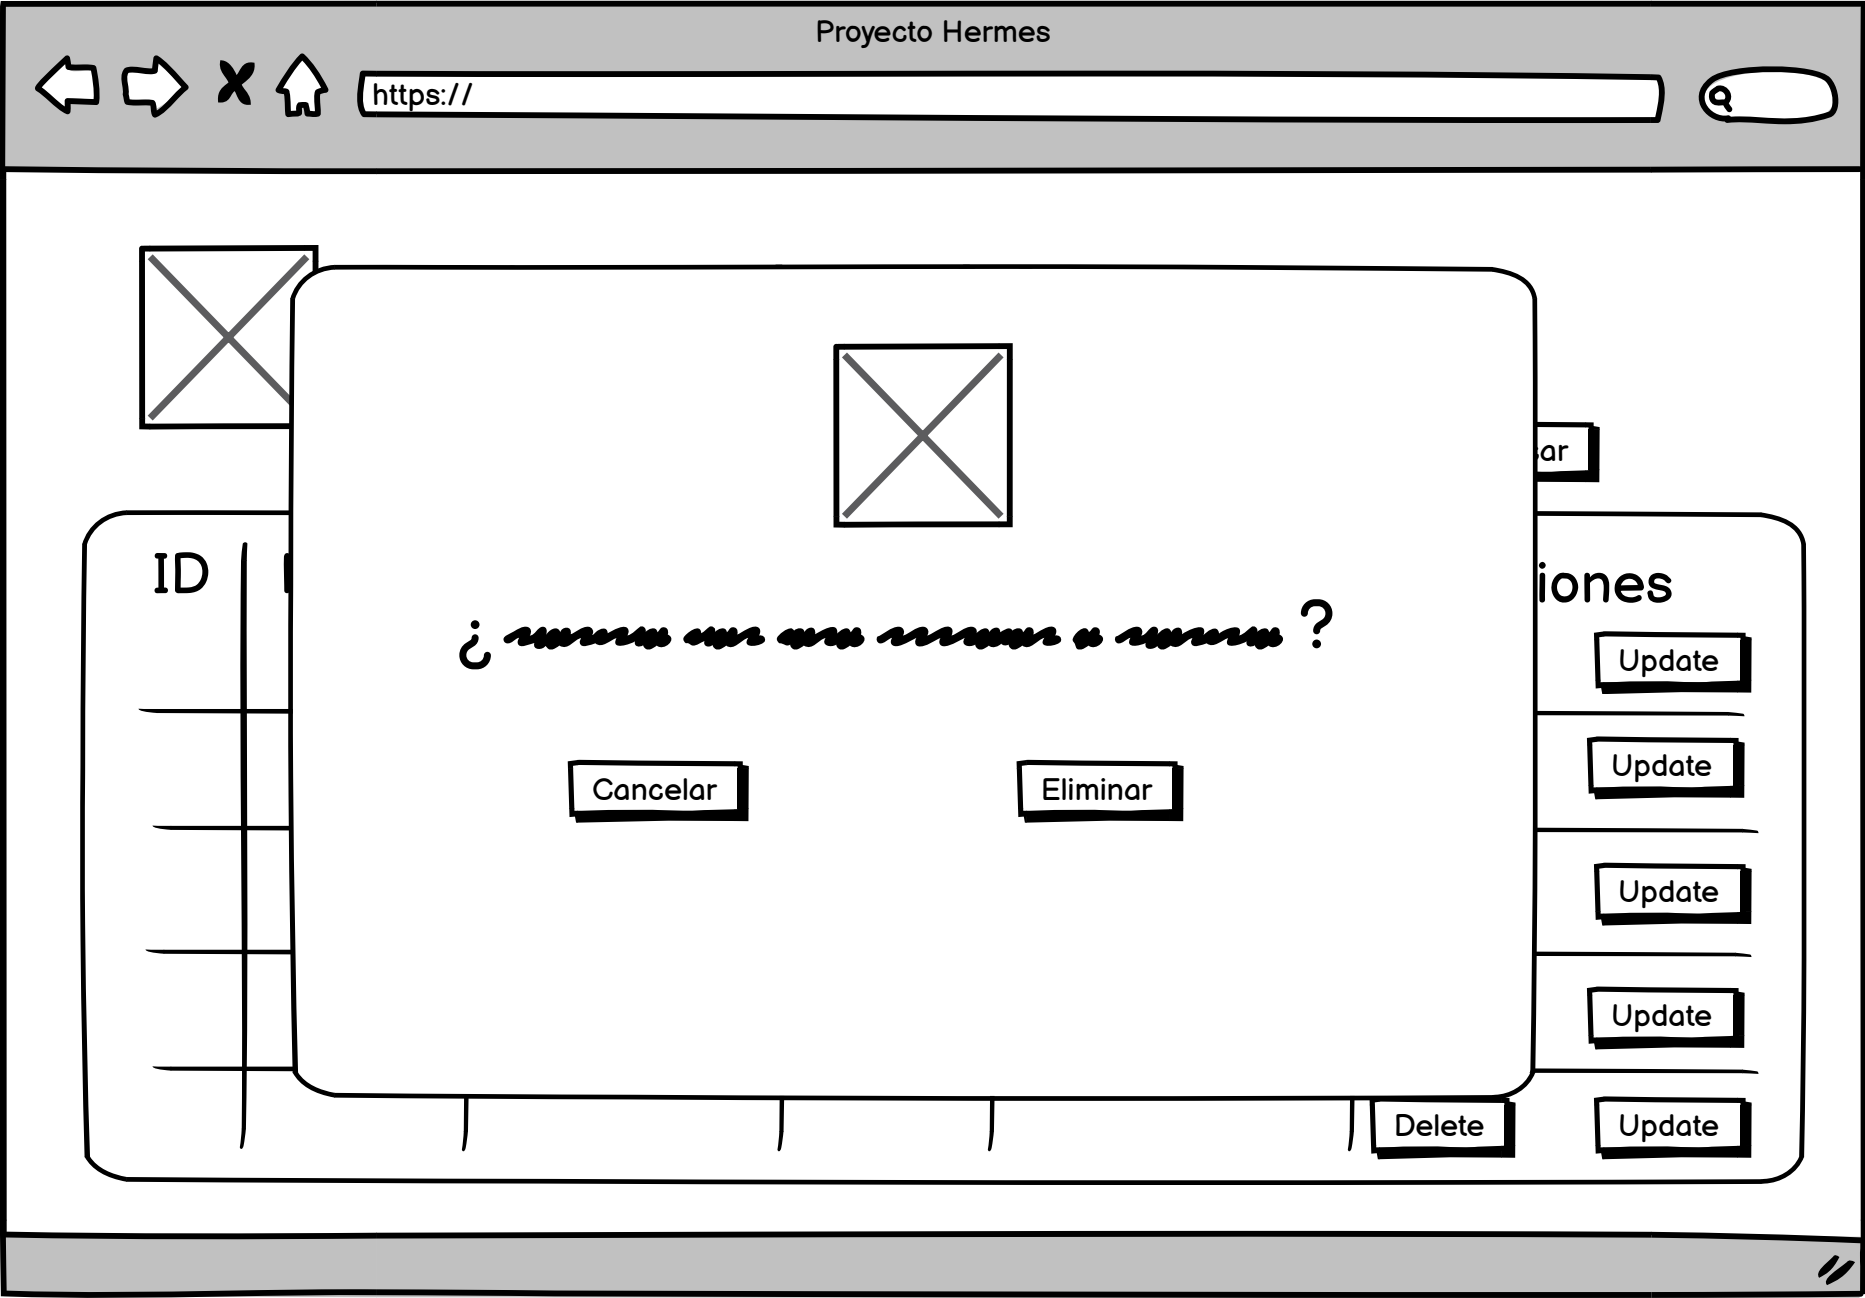 Proyecto Hermes
https://
ar
ID
iones
¿ ?
Update
Update
Cancelar
Eliminar
Update
Update
Delete
Update